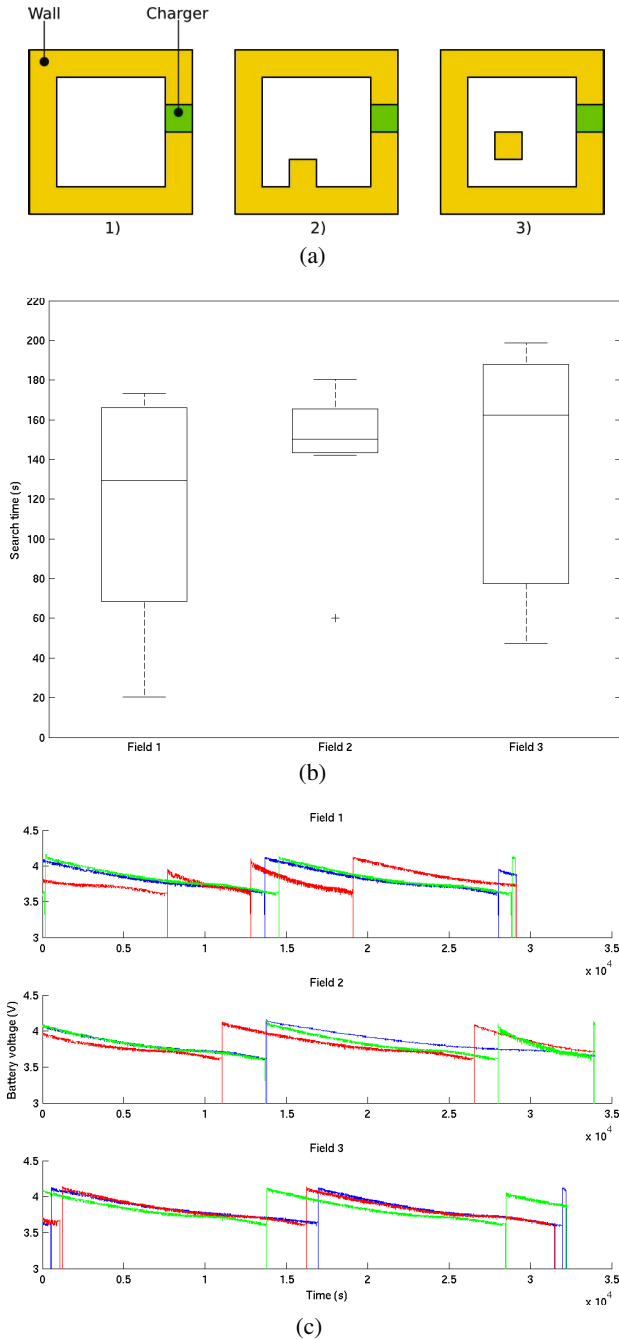 Wall Charger
1) 2) 3)
(a)
220
200
180
160
140
120
100
80
60
40
20
0
Search time (s)
Field 1 Field 2 Field 3
(b)
Field 1
4.5
4
3.5
3
0 0.5 1 1.5 2 2.5 3 3.5
x 10^4
Field 2
4.5
4
3.5
3
Battery voltage (V)
0 0.5 1 1.5 2 2.5 3 3.5
x 10^4
Field 3
4.5
4
3.5
3
0 0.5 1 1.5 2 2.5 3 3.5
Time (s)
x 10^4
(c)